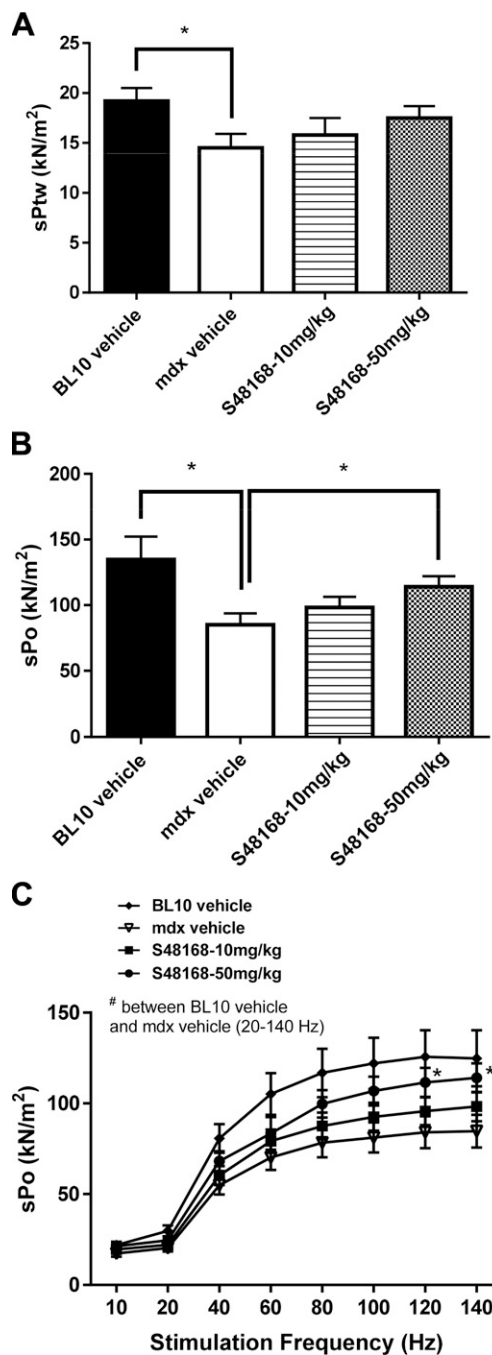 A
*
25
20
15
10
5
0
sPtw (kN/m²)
BL10 vehicle
mdx vehicle
S48168-10mg/kg
S48168-50mg/kg
B
* *
200
150
100
50
0
sPo (kN/m²)
BL10 vehicle
mdx vehicle
S48168-10mg/kg
S48168-50mg/kg
C
BL10 vehicle
mdx vehicle
S48168-10mg/kg
S48168-50mg/kg
# between BL10 vehicle
and mdx vehicle (20-140 Hz)
150
100
50
0
sPo (kN/m²)
* *
10 20 40 60 80 100 120 140
Stimulation Frequency (Hz)